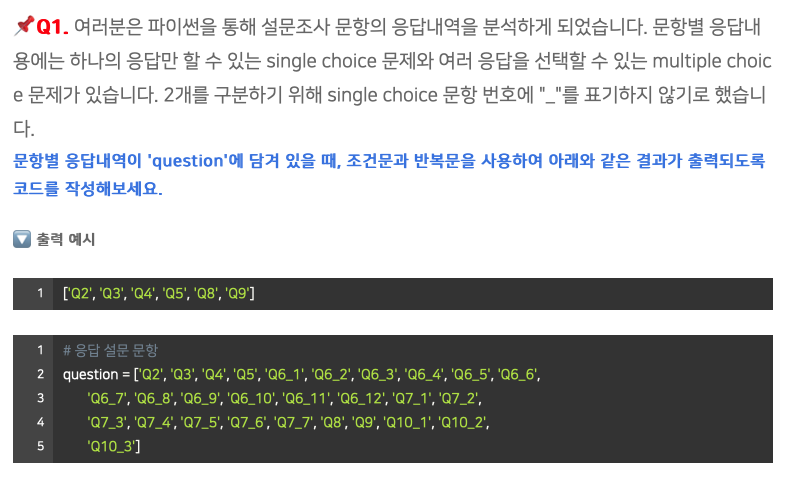 📌Q1. 여러분은 파이썬을 통해 설문조사 문항의 응답내역을 분석하게 되었습니다. 문항별 응답내
용에는 하나의 응답만 할 수 있는 single choice 문제와 여러 응답을 선택할 수 있는 multiple choic
e 문제가 있습니다. 2개를 구분하기 위해 single choice 문항 번호에 "_"를 표기하지 않기로 했습니
다.
문항별 응답내역이 'question'에 담겨 있을 때, 조건문과 반복문을 사용하여 아래와 같은 결과가 출력되도록
코드를 작성해보세요.
🔽 출력 예시
1 ['Q2', 'Q3', 'Q4', 'Q5', 'Q8', 'Q9']
1 # 응답 설문 문항
2 question = ['Q2', 'Q3', 'Q4', 'Q5', 'Q6_1', 'Q6_2', 'Q6_3', 'Q6_4', 'Q6_5', 'Q6_6',
3 'Q6_7', 'Q6_8', 'Q6_9', 'Q6_10', 'Q6_11', 'Q6_12', 'Q7_1', 'Q7_2',
4 'Q7_3', 'Q7_4', 'Q7_5', 'Q7_6', 'Q7_7', 'Q8', 'Q9', 'Q10_1', 'Q10_2',
5 'Q10_3']